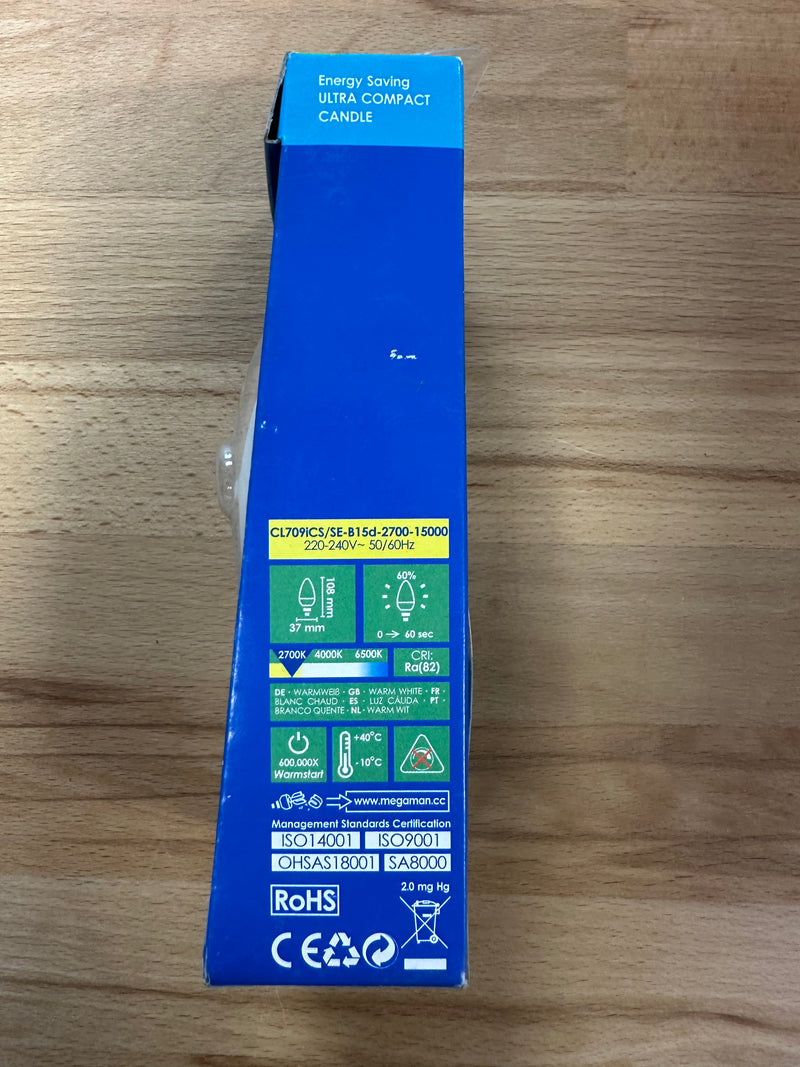 Energy Saving
ULTRA COMPACT
CANDLE
CL709iCS/SE-B15d-2700-15000
220-240V~ 50/60Hz
108 mm
37 mm
60%
0 → 60 sec
2700K 4000K 6500K
CRI:
Ra(82)
DE · WARMWEIß · GB · WARM WHITE · FR ·
BLANC CHAUD · ES · LUZ CÁUDA · PT ·
BRANCO QUENTE · NL · WARM WIT
600,000X
Warmstart
+40°C
-10°C
www.megaman.cc
Management Standards Certification
ISO14001 ISO9001
OHSAS18001 SA8000
RoHS
2.0 mg Hg
CE